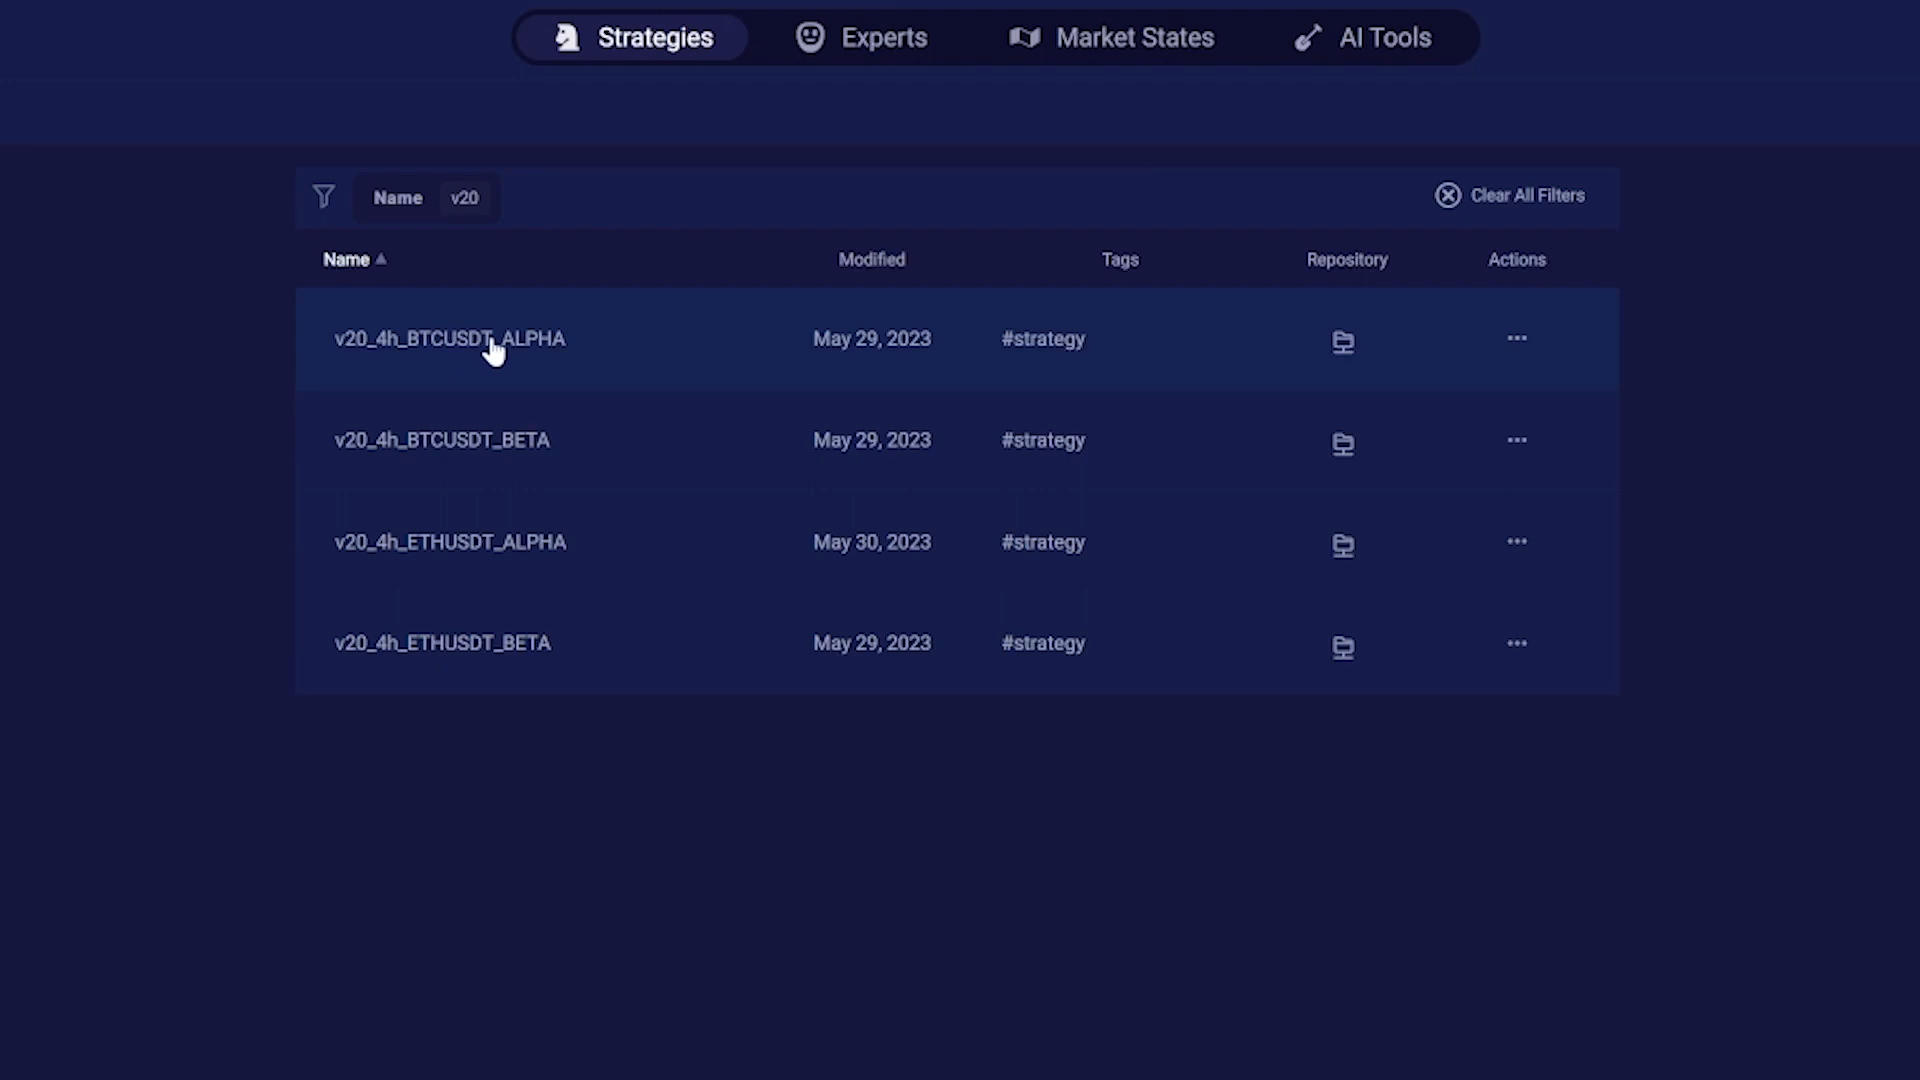 Strategies Experts Market States AI Tools
Name v20 Clear All Filters
Name Modified Tags Repository Actions
v20_4h_BTCUSDT_ALPHA May 29, 2023 #strategy
v20_4h_BTCUSDT_BETA May 29, 2023 #strategy
v20_4h_ETHUSDT_ALPHA May 30, 2023 #strategy
v20_4h_ETHUSDT_BETA May 29, 2023 #strategy